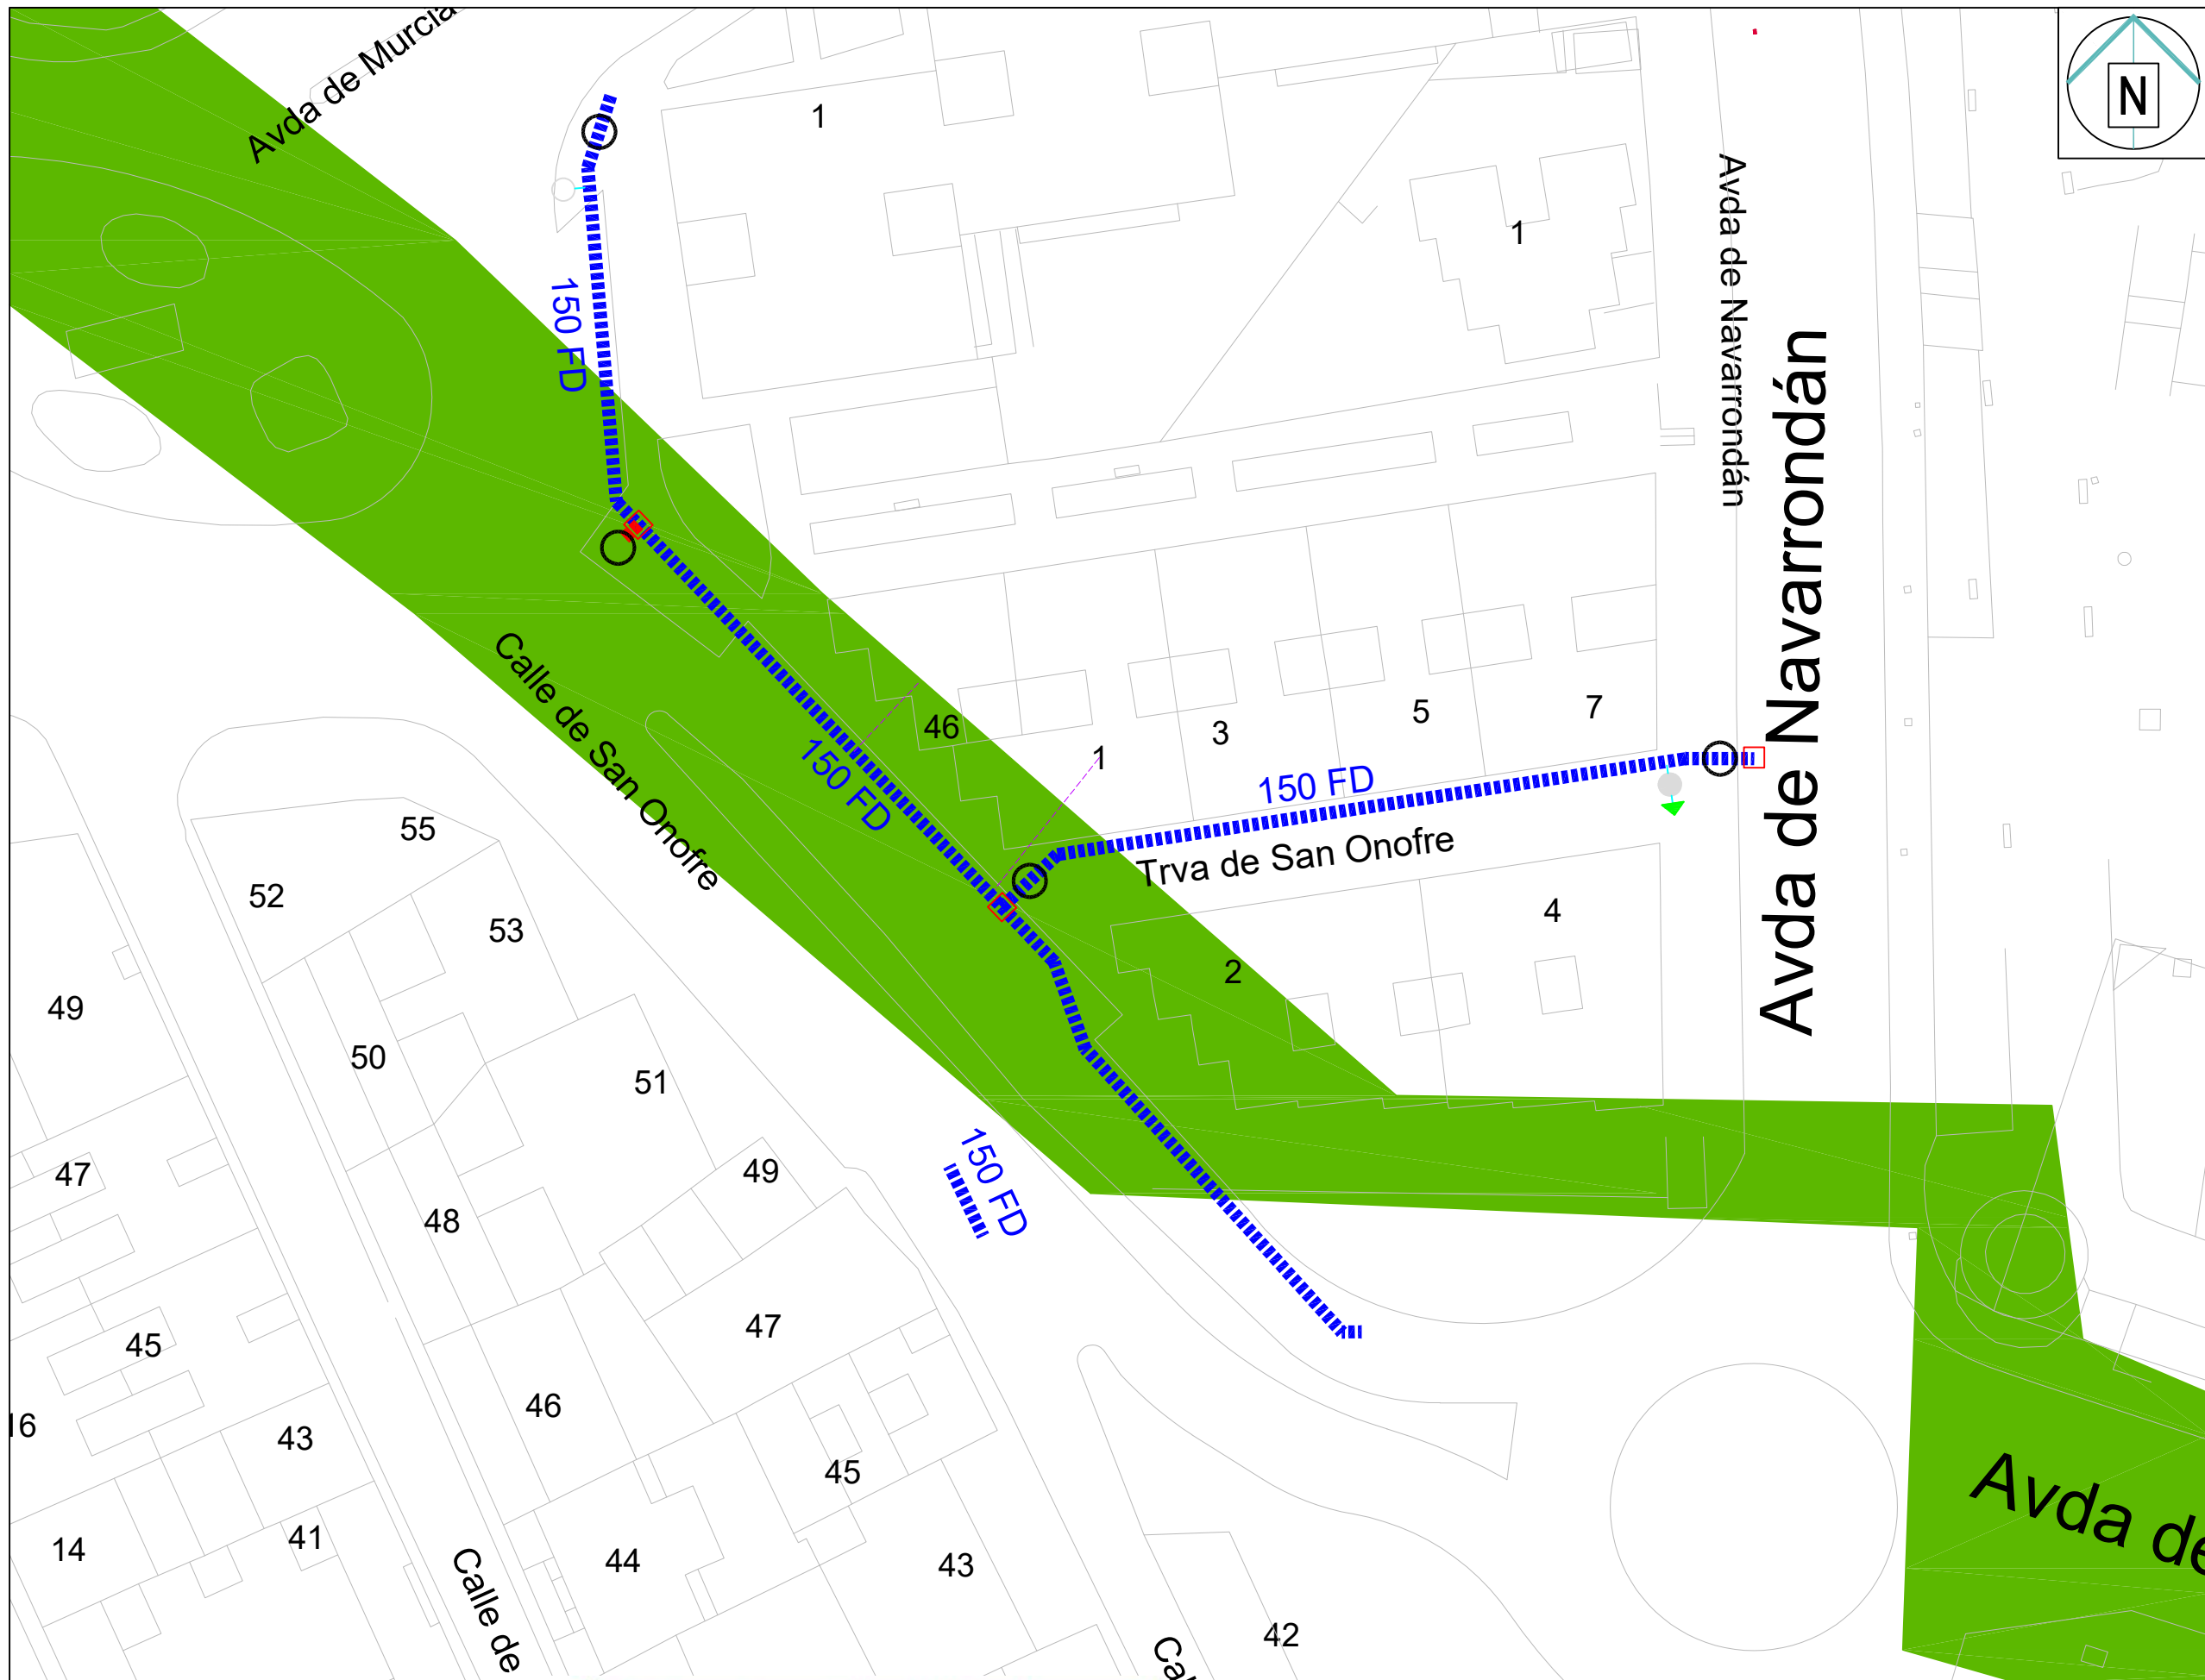 Avda de Murcia
N
1
1
Avda de Navarrondán
Avda de Navarrondán
150 FD
Calle de San Onofre
46
1
3
5
7
150 FD
150 FD
Trva de San Onofre
55
52
53
49
50
51
4
2
150 FD
47
48
49
45
47
46
43
45
16
14
41
44
43
42
Calle de
Cal
Avda de